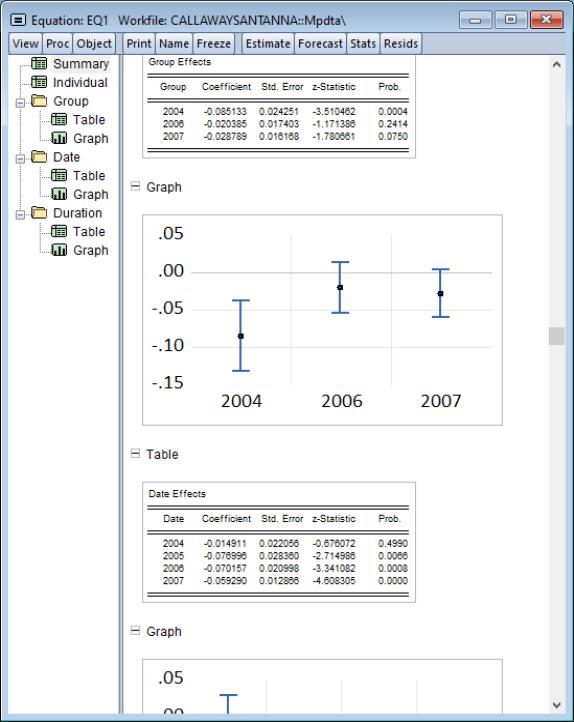 Equation: EQ1 Workfile: CALLAWAYSANTANNA::Mpdta\
View Proc Object Print Name Freeze Estimate Forecast Stats Resids
Summary
Individual
Group
Table
Graph
Date
Table
Graph
Duration
Table
Graph
Group Effects
Group Coefficient Std. Error z-Statistic Prob.
2004 -0.085133 0.024251 -3.510462 0.0004
2006 -0.020385 0.017403 -1.171386 0.2414
2007 -0.028789 0.016168 -1.780661 0.0750
Graph
.05
.00
-.05
-.10
-.15
2004 2006 2007
Table
Date Effects
Date Coefficient Std. Error z-Statistic Prob.
2004 -0.014911 0.022056 -0.676072 0.4990
2005 -0.076996 0.028360 -2.714986 0.0066
2006 -0.070157 0.020998 -3.341082 0.0008
2007 -0.059290 0.012866 -4.608305 0.0000
Graph
.05
.00